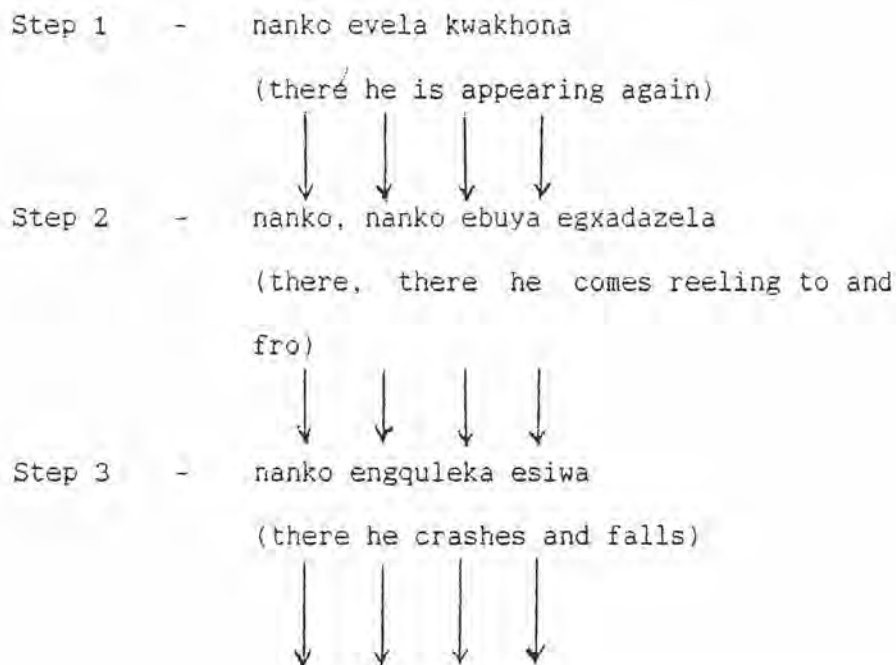 Step 1 - nanko evela kwakhona
(there he is appearing again)
Step 2 - nanko, nanko ebuya egxadazela
(there, there he comes reeling to and
fro)
Step 3 - nanko engquleka esiwa
(there he crashes and falls)